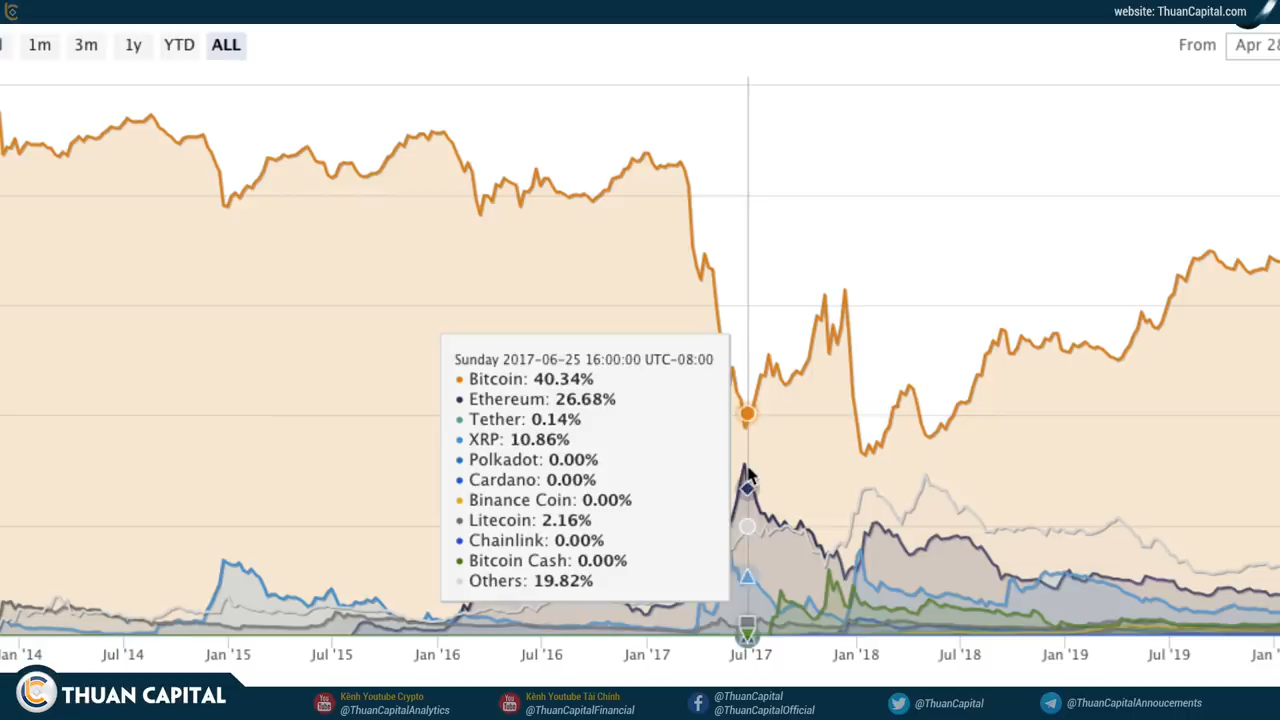 website: ThuanCapital.com
1m 3m 1y YTD ALL
From Apr 28
Sunday 2017-06-25 16:00:00 UTC-08:00
Bitcoin: 40.34%
Ethereum: 26.68%
Tether: 0.14%
XRP: 10.86%
Polkadot: 0.00%
Cardano: 0.00%
Binance Coin: 0.00%
Litecoin: 2.16%
Chainlink: 0.00%
Bitcoin Cash: 0.00%
Others: 19.82%
Jan '14 Jul '14 Jan '15 Jul '15 Jan '16 Jul '16 Jan '17 Jul '17 Jan '18 Jul '18 Jan '19 Jul '19 Jan '
THUAN CAPITAL
You Tube
Kênh Youtube Crypto
@ThuanCapitalAnalytics
You Tube
Kênh Youtube Tài Chính
@ThuanCapitalFinancial
@ThuanCapital
@ThuanCapitalOfficial
@ThuanCapital
@ThuanCapitalAnnoucements